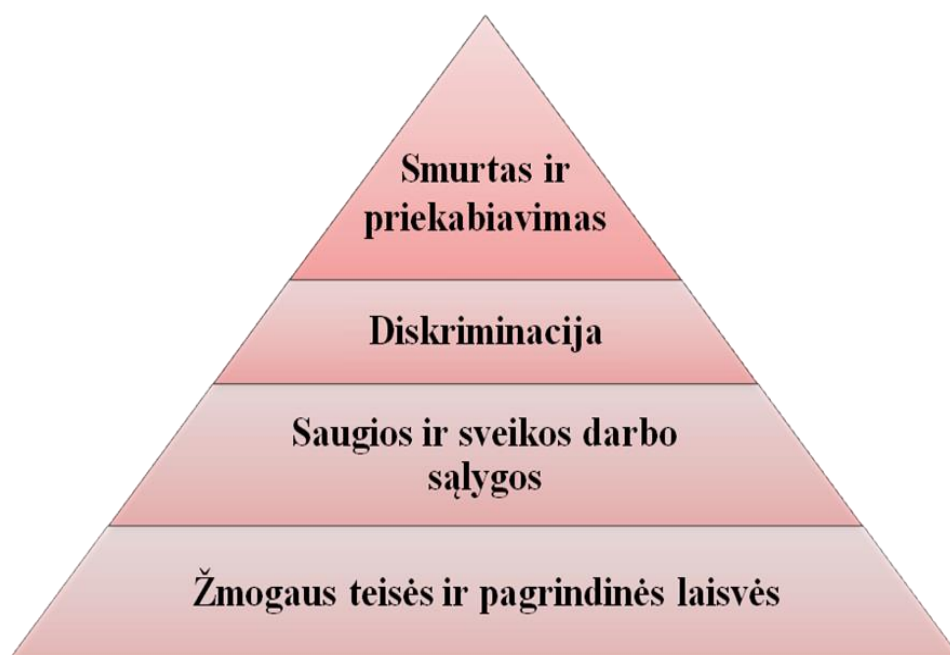 Smurtas ir
priekabiavimas
Diskriminacija
Saugios ir sveikos darbo
sąlygos
Žmogaus teisės ir pagrindinės laisvės